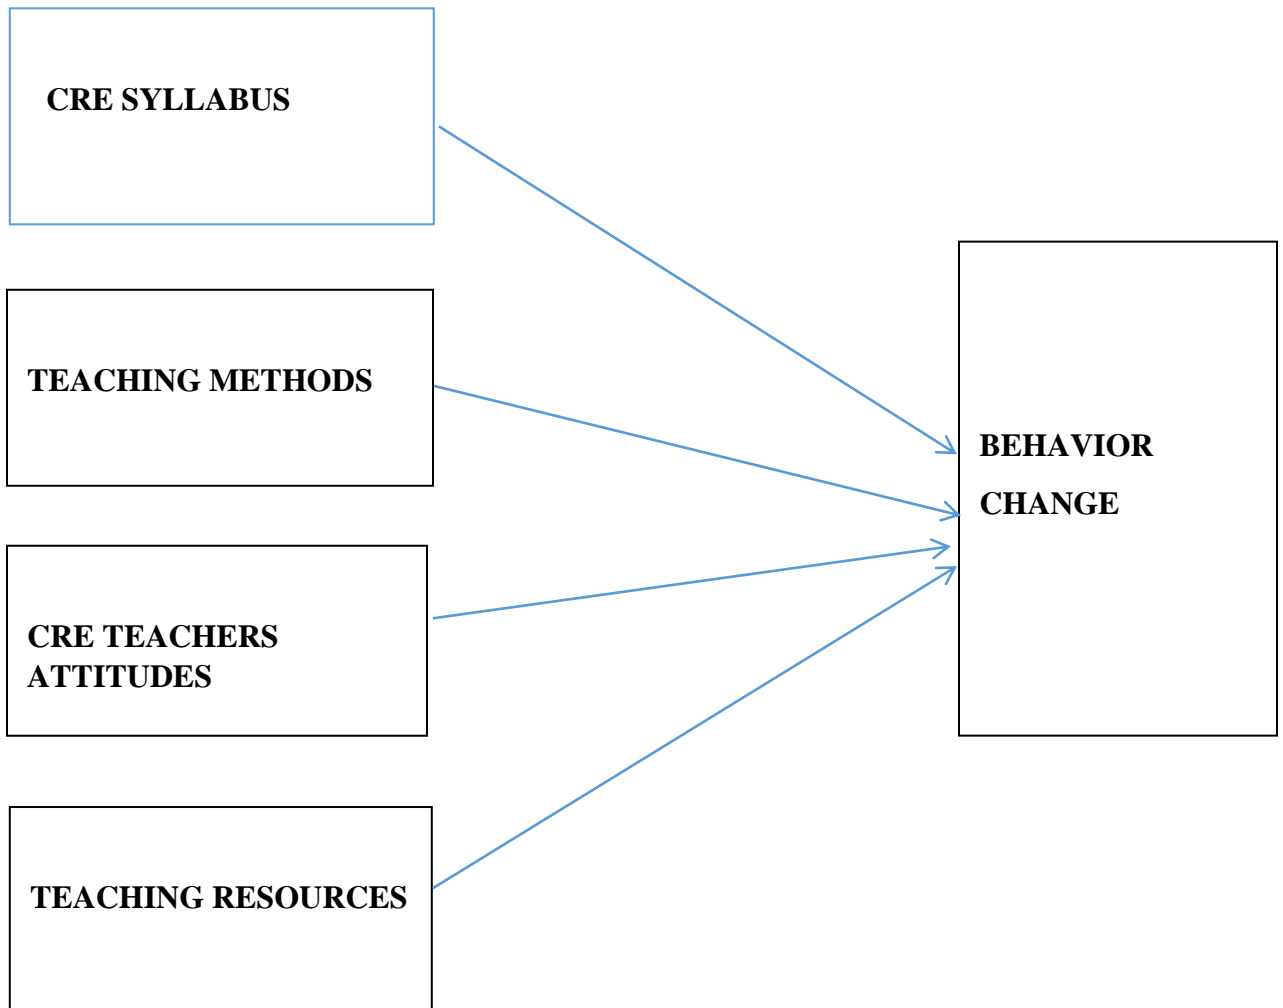 CRE SYLLABUS
TEACHING METHODS
CRE TEACHERS
ATTITUDES
TEACHING RESOURCES
BEHAVIOR
CHANGE